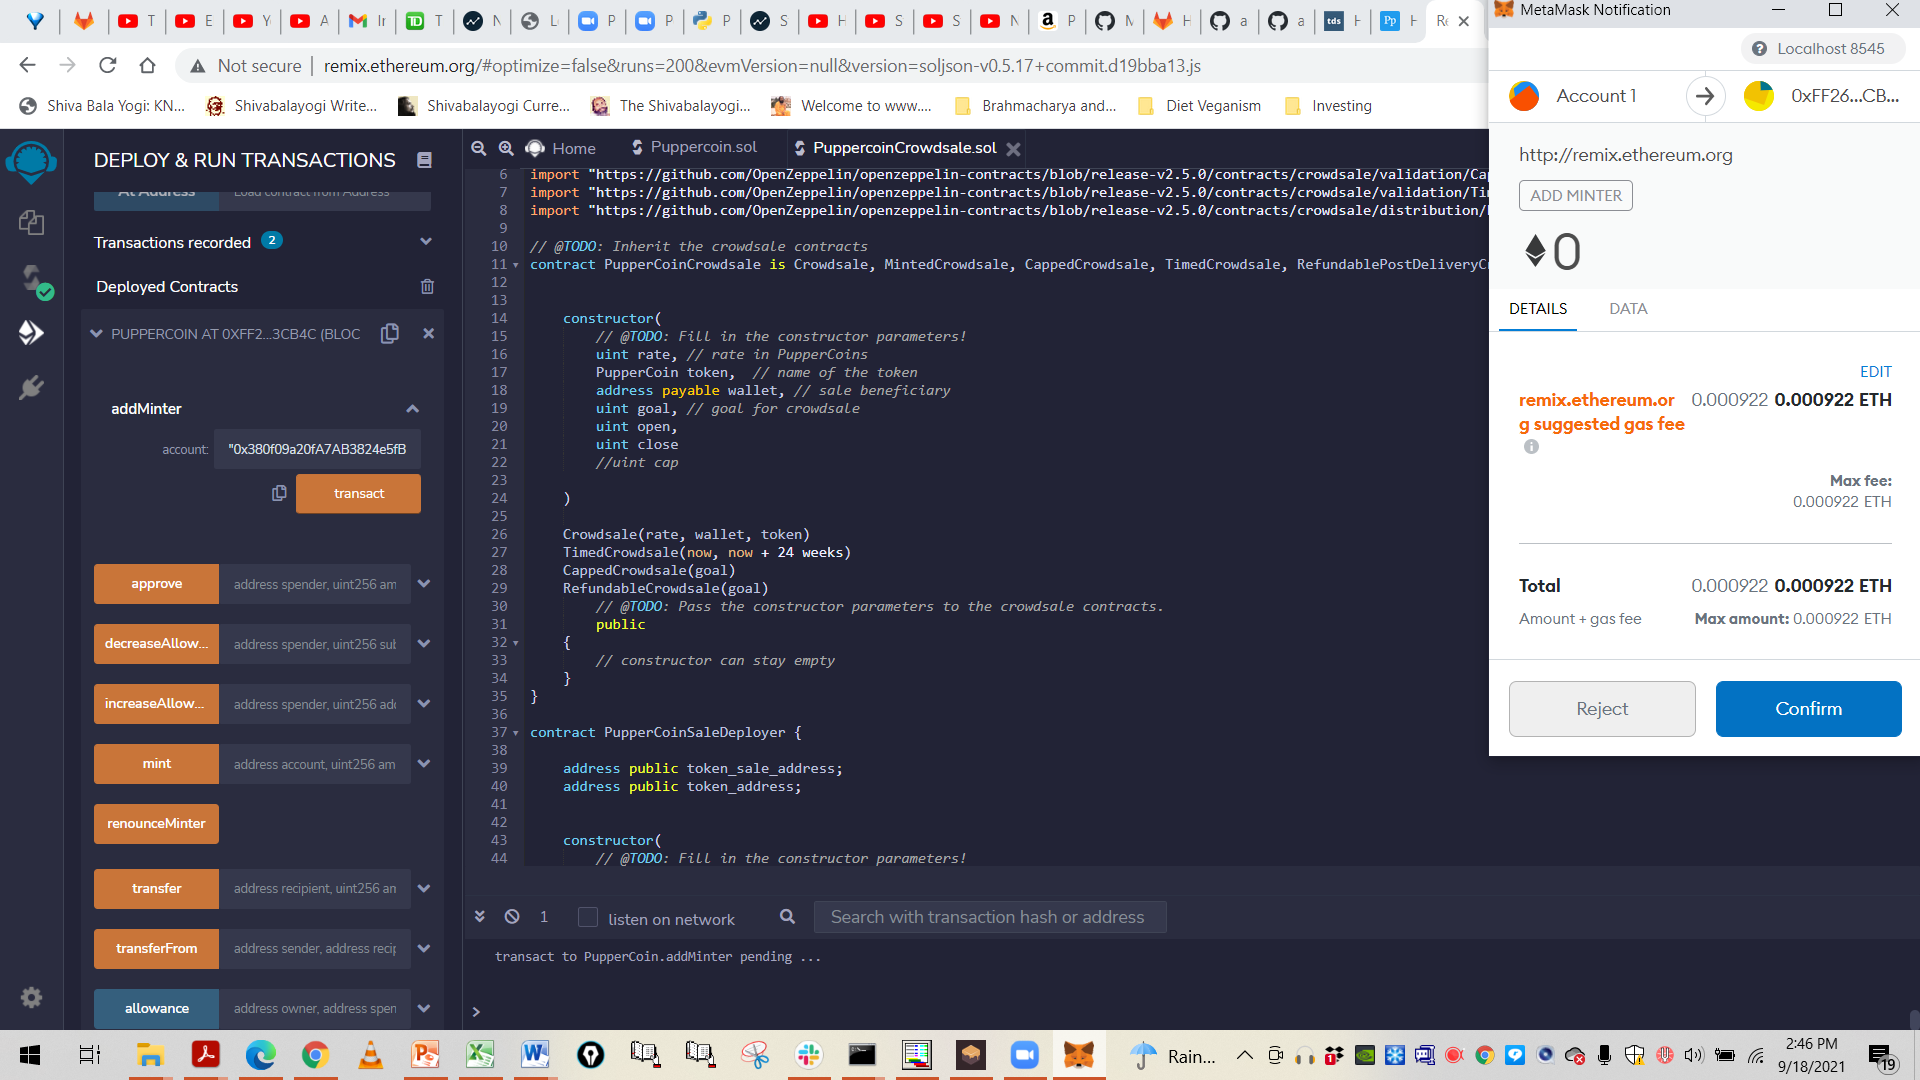 T
E
Y
A
In
T
N
L
P
P
P
S
H
S
S
N
P
M
H
a
a
H
H
Re
MetaMask Notification
Not secure | remix.ethereum.org/#optimize=false&runs=200&evmVersion=null&version=soljson-v0.5.17+commit.d19bba13.js
Localhost 8545
Shiva Bala Yogi: KN...
Shivabalayogi Write...
Shivabalayogi Curre...
The Shivabalayogi...
Welcome to www....
Brahmacharya and...
Diet Veganism
Investing
Account 1
0xFF26...CB...
DEPLOY & RUN TRANSACTIONS
At Address
Load contract from Address
Transactions recorded 2
Deployed Contracts
PUPPERCOIN AT 0XFF2...3CB4C (BLOC
addMinter
account:
"0x380f09a20fA7AB3824e5fB
transact
approve
address spender, uint256 am
decreaseAllow...
address spender, uint256 sub
increaseAllow...
address spender, uint256 add
mint
address account, uint256 am
renounceMinter
transfer
address recipient, uint256 am
transferFrom
address sender, address recip
allowance
address owner, address spen
Home
Puppercoin.sol
PuppercoinCrowdsale.sol
6 import "https://github.com/OpenZeppelin/openzeppelin-contracts/blob/release-v2.5.0/contracts/crowdsale/validation/Cap
7 import "https://github.com/OpenZeppelin/openzeppelin-contracts/blob/release-v2.5.0/contracts/crowdsale/validation/Tim
8 import "https://github.com/OpenZeppelin/openzeppelin-contracts/blob/release-v2.5.0/contracts/crowdsale/distribution/
9
10 // @TODO: Inherit the crowdsale contracts
11 contract PupperCoinCrowdsale is Crowdsale, MintedCrowdsale, CappedCrowdsale, TimedCrowdsale, RefundablePostDeliveryCr
12
13
14 constructor(
15 // @TODO: Fill in the constructor parameters!
16 uint rate, // rate in PupperCoins
17 PupperCoin token, // name of the token
18 address payable wallet, // sale beneficiary
19 uint goal, // goal for crowdsale
20 uint open,
21 uint close
22 //uint cap
23
24 )
25
26 Crowdsale(rate, wallet, token)
27 TimedCrowdsale(now, now + 24 weeks)
28 CappedCrowdsale(goal)
29 RefundableCrowdsale(goal)
30 // @TODO: Pass the constructor parameters to the crowdsale contracts.
31 public
32 {
33 // constructor can stay empty
34 }
35 }
36
37 contract PupperCoinSaleDeployer {
38
39 address public token_sale_address;
40 address public token_address;
41
42
43 constructor(
44 // @TODO: Fill in the constructor parameters!
1
listen on network
Search with transaction hash or address
transact to PupperCoin.addMinter pending ...
>
http://remix.ethereum.org
ADD MINTER
0
DETAILS
DATA
EDIT
remix.ethereum.or 0.000922 0.000922 ETH
g suggested gas fee
Max fee:
0.000922 ETH
Total 0.000922 0.000922 ETH
Amount + gas fee Max amount: 0.000922 ETH
Reject
Confirm
Rain...
2:46 PM
9/18/2021
19